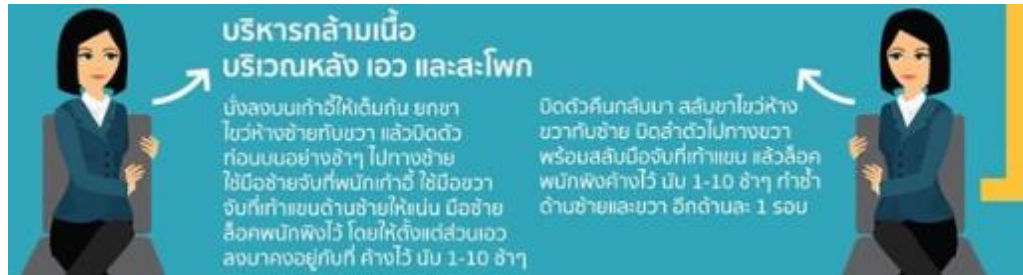 บริหารกล้ามเนื้อ
บริเวณหลัง เอว และสะโพก
นั่งลงบนเก้าอี้ให้เต็มก้น ยกขา
ไขว่ห้างซ้ายทับขวา แล้วบิดตัว
ท่อนบนอย่างช้าๆ ไปทางซ้าย
ใช้มือซ้ายจับที่พนักเก้าอี้ ใช้มือขวา
จับที่เท้าแขนด้านซ้ายให้แน่น มือซ้าย
ล็อคพนักพิงไว้ โดยให้ตั้งแต่ส่วนเอว
ลงมาคงอยู่กับที่ ค้างไว้ นับ 1-10 ช้าๆ
บิดตัวคืนกลับมา สลับขาไขว่ห้าง
ขวาทับซ้าย บิดลำตัวไปทางขวา
พร้อมสลับมือจับที่เท้าแขน แล้วล็อค
พนักพิงค้างไว้ นับ 1-10 ช้าๆ ทำซ้ำ
ด้านซ้ายและขวา อีกด้านละ 1 รอบ